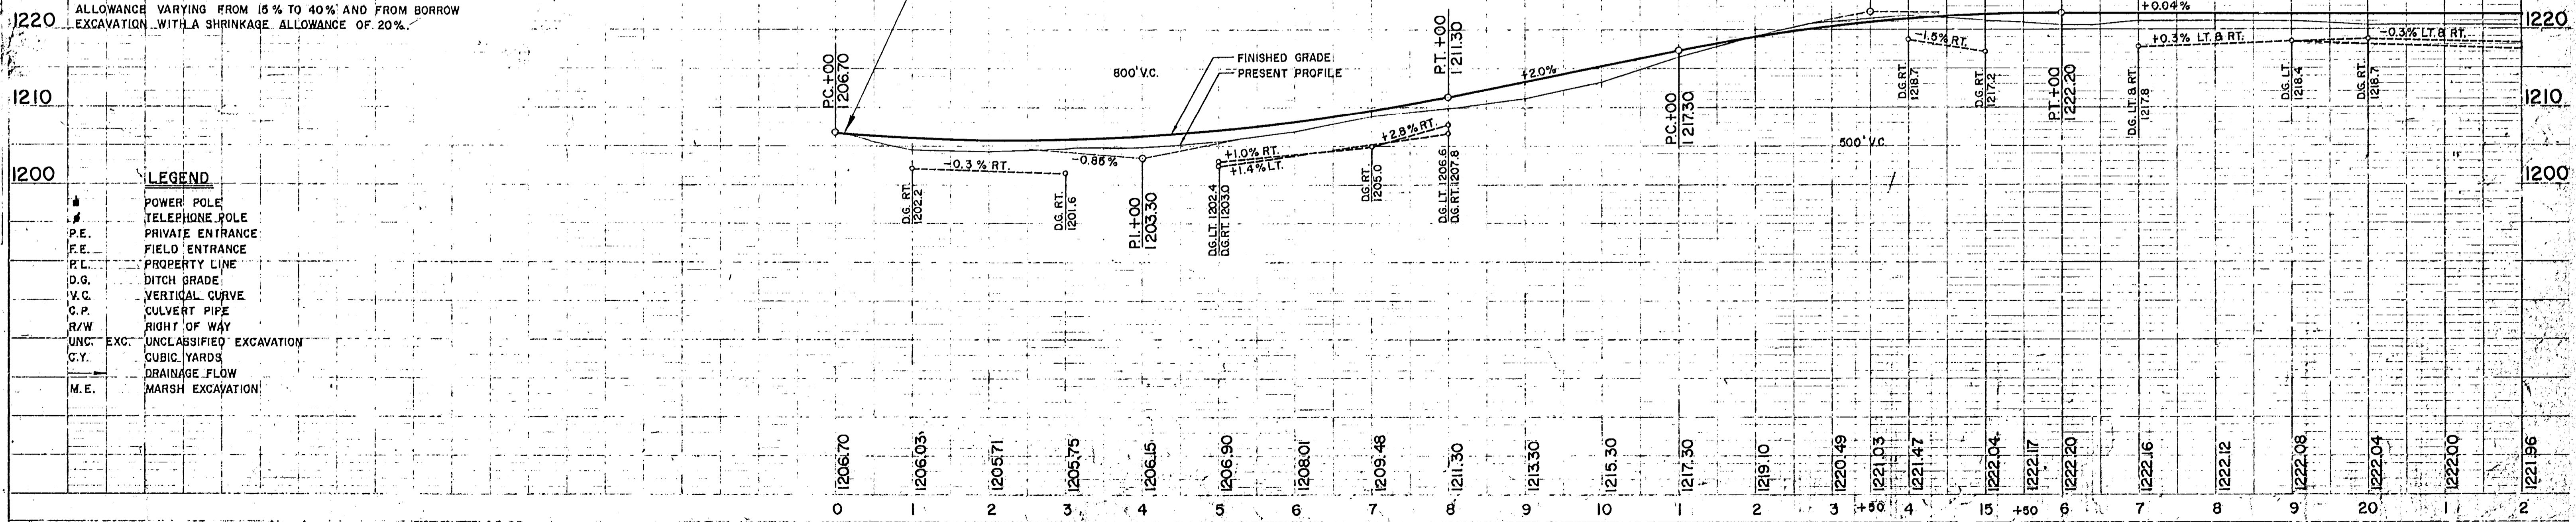 ALLOWANCE VARYING FROM 15% TO 40% AND FROM BORROW
EXCAVATION WITH A SHRINKAGE ALLOWANCE OF 20%.
1220
1210
1200
LEGEND
POWER POLE
TELEPHONE POLE
P.E. PRIVATE ENTRANCE
F.E. FIELD ENTRANCE
P.L. PROPERTY LINE
D.G. DITCH GRADE
V.C. VERTICAL CURVE
C.P. CULVERT PIPE
R/W RIGHT OF WAY
UNC. EXC. UNCLASSIFIED EXCAVATION
C.Y. CUBIC YARDS
DRAINAGE FLOW
M.E. MARSH EXCAVATION
P.C.+00
1206.70
800' V.C.
FINISHED GRADE
PRESENT PROFILE
-0.3% RT.
-0.85%
D.G. RT.
1202.2
D.G. RT.
1201.6
P.I.+00
1203.30
+1.0% RT.
+1.4% LT.
D.G. LT. 1202.4
D.G. RT. 1203.0
+2.8% RT.
D.G. RT.
1205.0
P.T.+00
1211.30
D.G. LT. 1206.6
D.G. RT. 1207.8
+2.0%
P.C.+00
1217.30
500' V.C.
-1.5% RT.
D.G. RT.
1218.7
D.G. RT.
1217.2
P.T.+00
1222.20
+0.04%
+0.3% LT. & RT.
-0.3% LT. & RT.
D.G. LT. & RT.
1217.8
D.G. LT.
1218.4
D.G. RT.
1218.7
1220
1210
1200
1206.70
1206.03
1205.71
1205.75
1206.15
1206.90
1208.01
1209.48
1211.30
1213.30
1215.30
1217.30
1219.10
1220.49
1221.03
1221.47
1222.04
1222.17
1222.20
1222.16
1222.12
1222.08
1222.04
1222.00
1221.96
0 1 2 3 4 5 6 7 8 9 10 1 2 3 +50 4 15 +50 6 7 8 9 20 1 2